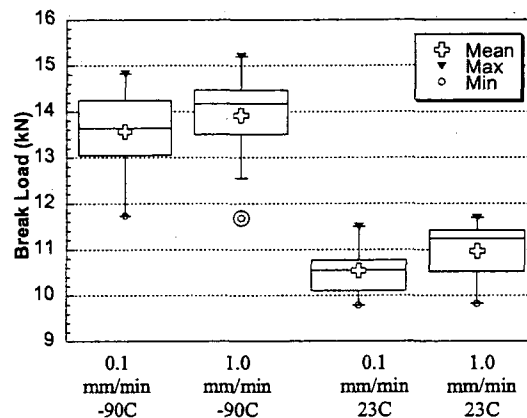 16
15
14
13
12
11
10
9
Break Load (kN)
Mean
Max
Min
0.1 1.0 0.1 1.0
mm/min mm/min mm/min mm/min
-90C -90C 23C 23C